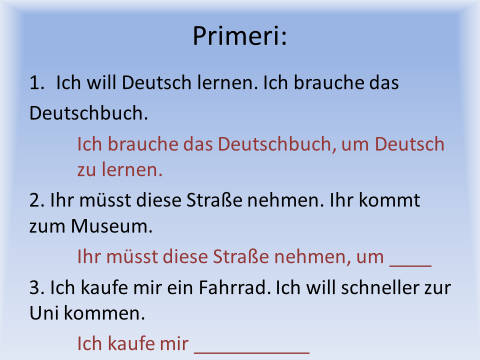 Primeri:
1. Ich will Deutsch lernen. Ich brauche das
Deutschbuch.
Ich brauche das Deutschbuch, um Deutsch
zu lernen.
2. Ihr müsst diese Straße nehmen. Ihr kommt
zum Museum.
Ihr müsst diese Straße nehmen, um ____
3. Ich kaufe mir ein Fahrrad. Ich will schneller zur
Uni kommen.
Ich kaufe mir ___________